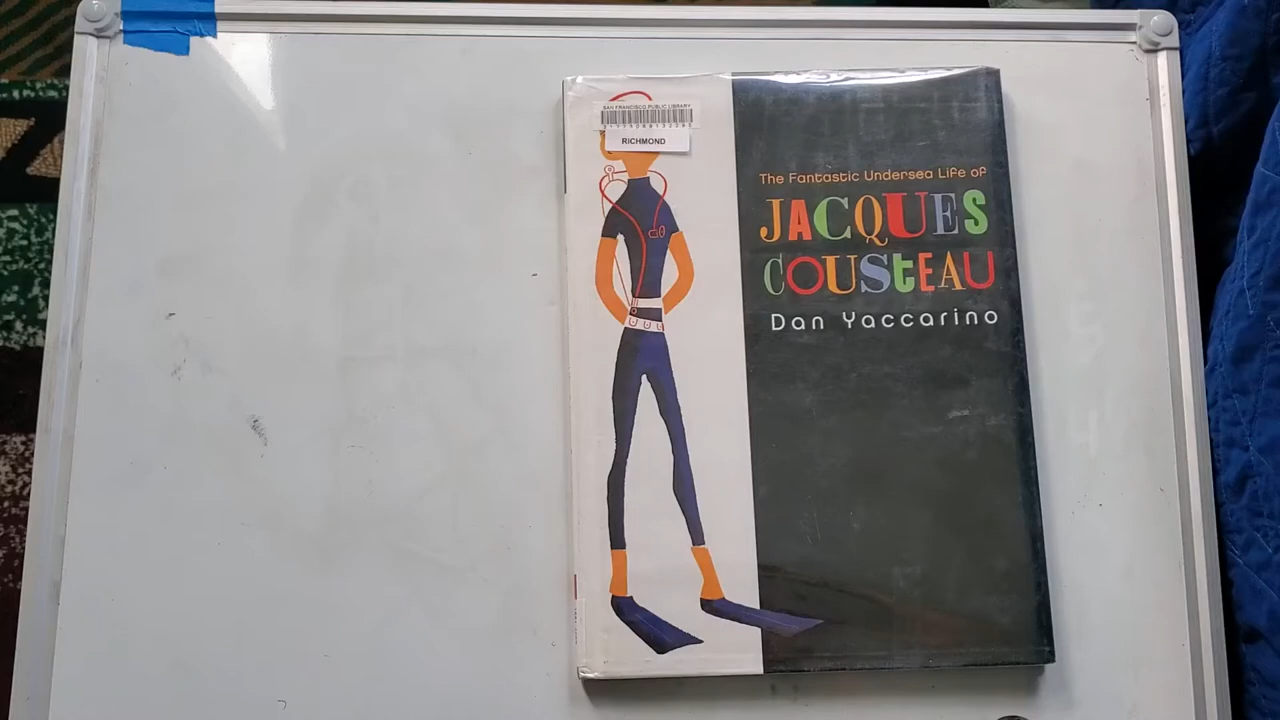 SAN FRANCISCO PUBLIC LIBRARY
RICHMOND
The Fantastic Undersea Life of
JACQUES
COUSTEAU
Dan Yaccarino